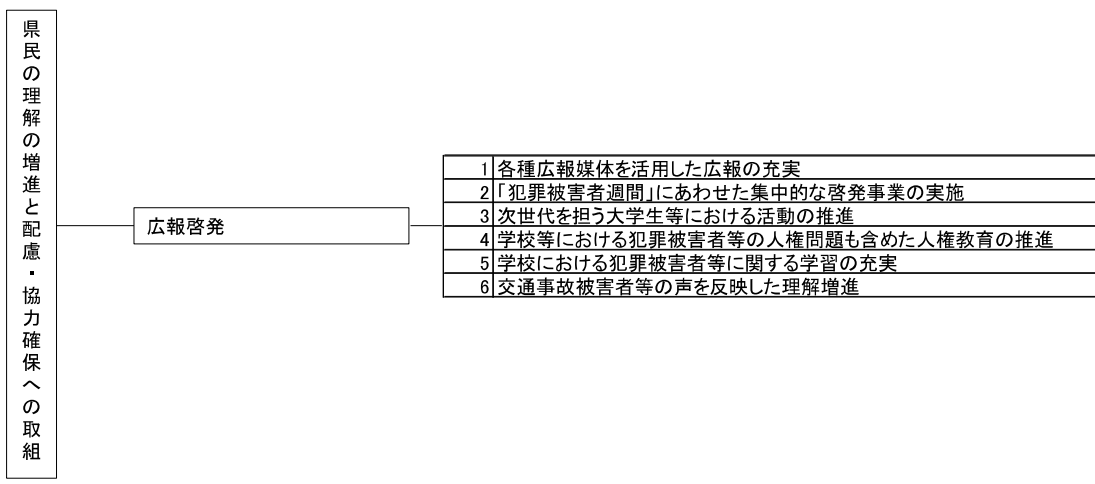 県民の理解の増進と配慮・協力確保への取組
広報啓発
1 各種広報媒体を活用した広報の充実
2 「犯罪被害者週間」にあわせた集中的な啓発事業の実施
3 次世代を担う大学生等における活動の推進
4 学校等における犯罪被害者等の人権問題も含めた人権教育の推進
5 学校における犯罪被害者等に関する学習の充実
6 交通事故被害者等の声を反映した理解増進